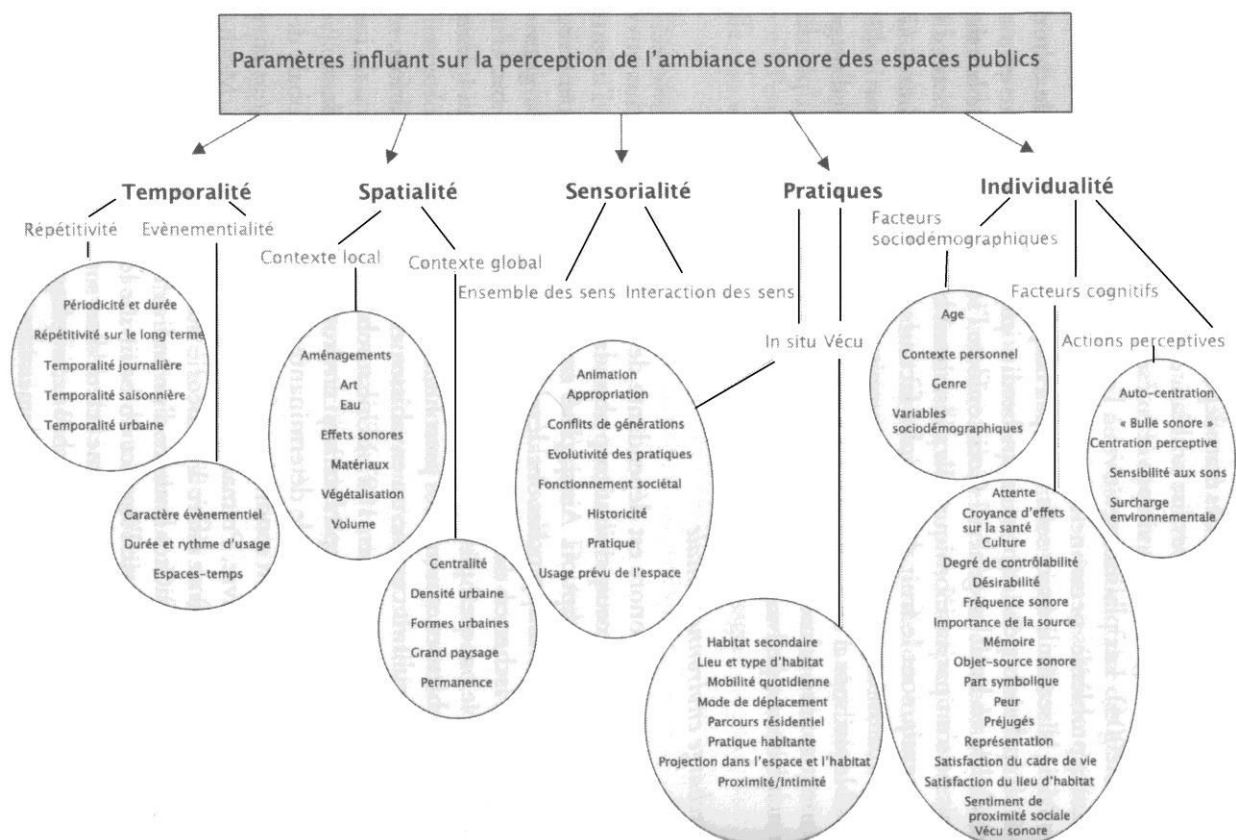 Paramètres influant sur la perception de l'ambiance sonore des espaces publics
Temporalité
Répétitivité
Evènementialité
Périodicité et durée
Répétitivité sur le long terme
Temporalité journalière
Temporalité saisonnière
Temporalité urbaine
Caractère évènementiel
Durée et rythme d'usage
Espaces-temps
Spatialité
Contexte local
Contexte global
Aménagements
Art
Eau
Effets sonores
Matériaux
Végétalisation
Volume
Centralité
Densité urbaine
Formes urbaines
Grand paysage
Permanence
Sensorialité
Ensemble des sens
Interaction des sens
Pratiques
In situ
Vécu
Animation
Appropriation
Conflits de générations
Evolutivité des pratiques
Fonctionnement sociétal
Historicité
Pratique
Usage prévu de l'espace
Habitat secondaire
Lieu et type d'habitat
Mobilité quotidienne
Mode de déplacement
Parcours résidentiel
Pratique habitante
Projection dans l'espace et l'habitat
Proximité/Intimité
Individualité
Facteurs
sociodémographiques
Facteurs cognitifs
Actions perceptives
Age
Contexte personnel
Genre
Variables
sociodémographiques
Attente
Croyance d'effets
sur la santé
Culture
Degré de contrôlabilité
Désirabilité
Fréquence sonore
Importance de la source
Mémoire
Objet-source sonore
Part symbolique
Peur
Préjugés
Représentation
Satisfaction du cadre de vie
Satisfaction du lieu d'habitat
Sentiment de
proximité sociale
Vécu sonore
Auto-centration
« Bulle sonore »
Centration perceptive
Sensibilité aux sons
Surcharge
environnementale